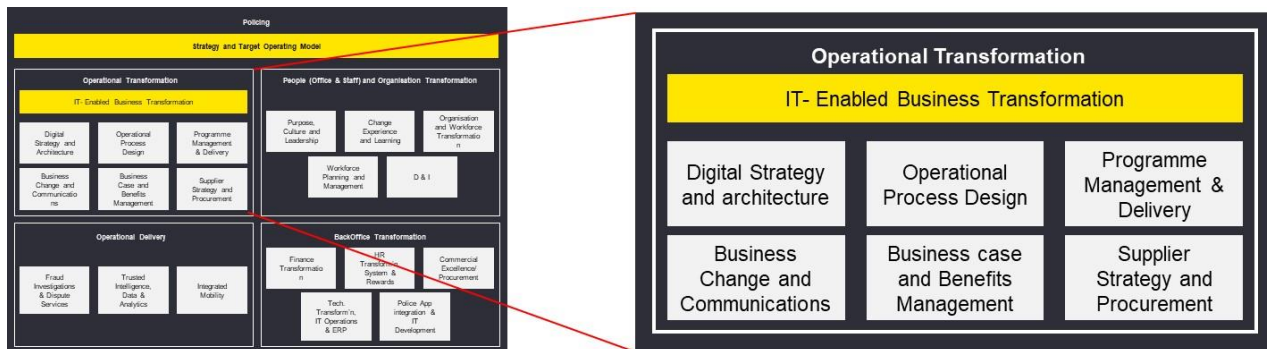 Policing
Strategy and Target Operating Model
Operational Transformation
IT- Enabled Business Transformation
Digital
Strategy and
Architecture
Operational
Process
Design
Programme
Management
& Delivery
Business
Change and
Communicatio
ns
Business
Case and
Benefits
Management
Supplier
Strategy and
Procurement
People (Office & Staff) and Organisation Transformation
Purpose,
Culture and
Leadership
Change
Experience
and Learning
Organisation
and Workforce
Transformatio
n
Workforce
Planning and
Management
D & I
Operational Delivery
Fraud
Investigations
& Dispute
Services
Trusted
Intelligence,
Data &
Analytics
Integrated
Mobility
BackOffice Transformation
Finance
Transformatio
n
HR
Transform'n,
System &
Rewards
Commercial
Excellence/
Procurement
Tech.
Transform'n,
IT Operations
& ERP
Police App
integration &
IT
Development
Operational Transformation
IT- Enabled Business Transformation
Digital Strategy
and architecture
Operational
Process Design
Programme
Management &
Delivery
Business
Change and
Communications
Business case
and Benefits
Management
Supplier
Strategy and
Procurement